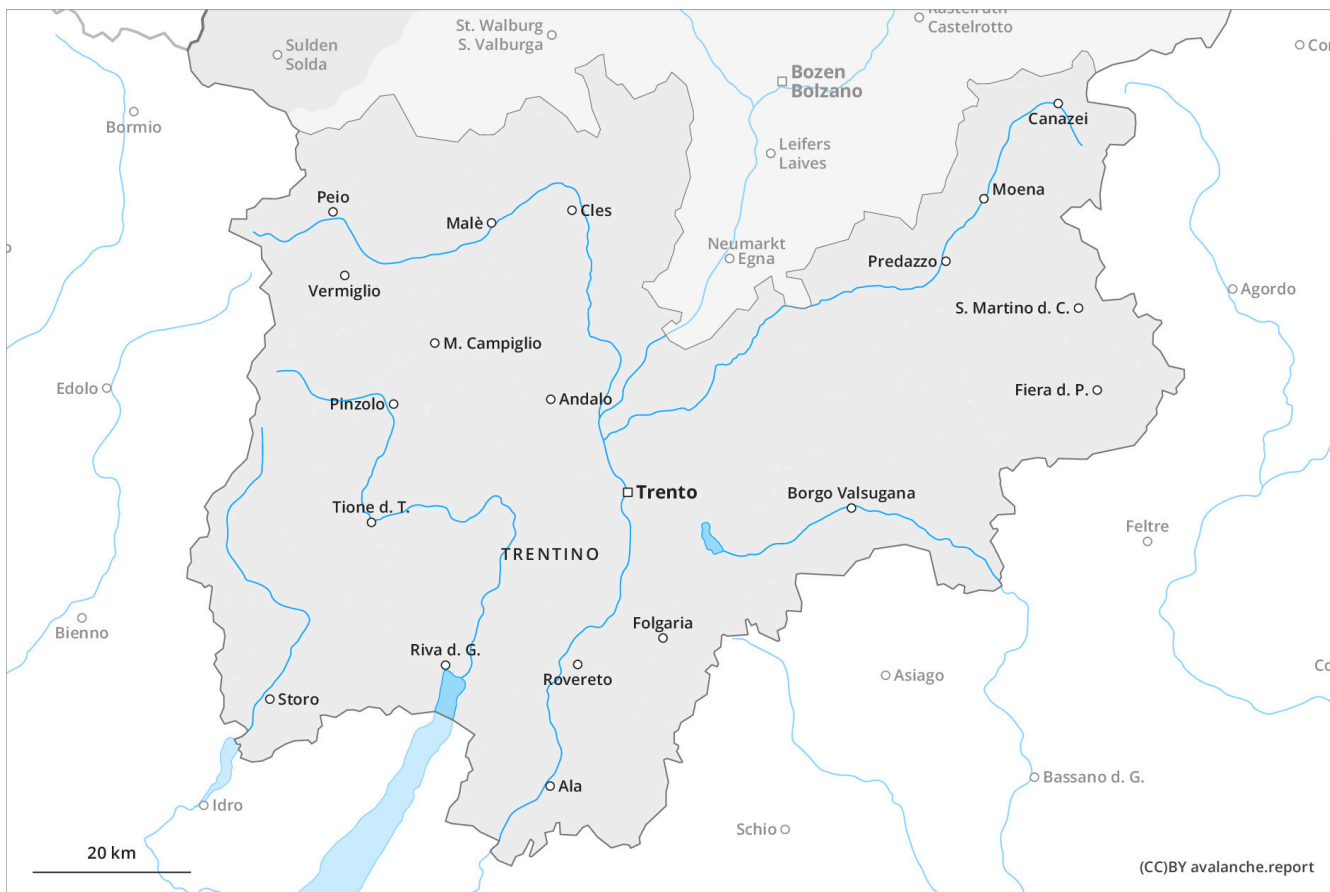 St. Walburg
S. Valburga
Castelrotto
Sulden
Solda
Bozen
Bolzano
Bormio
Canazei
Leifers
Laives
Peio
Malè
Cles
Moena
Neumarkt
Egna
Predazzo
Vermiglio
Agordo
S. Martino d. C.
M. Campiglio
Edolo
Pinzolo
Andalo
Fiera d. P.
Trento
Borgo Valsugana
Tione d. T.
Feltre
TRENTINO
Bienno
Folgaria
Riva d. G.
Rovereto
Asiago
Storo
Bassano d. G.
Ala
Idro
Schio
20 km
(CC)BY avalanche.report